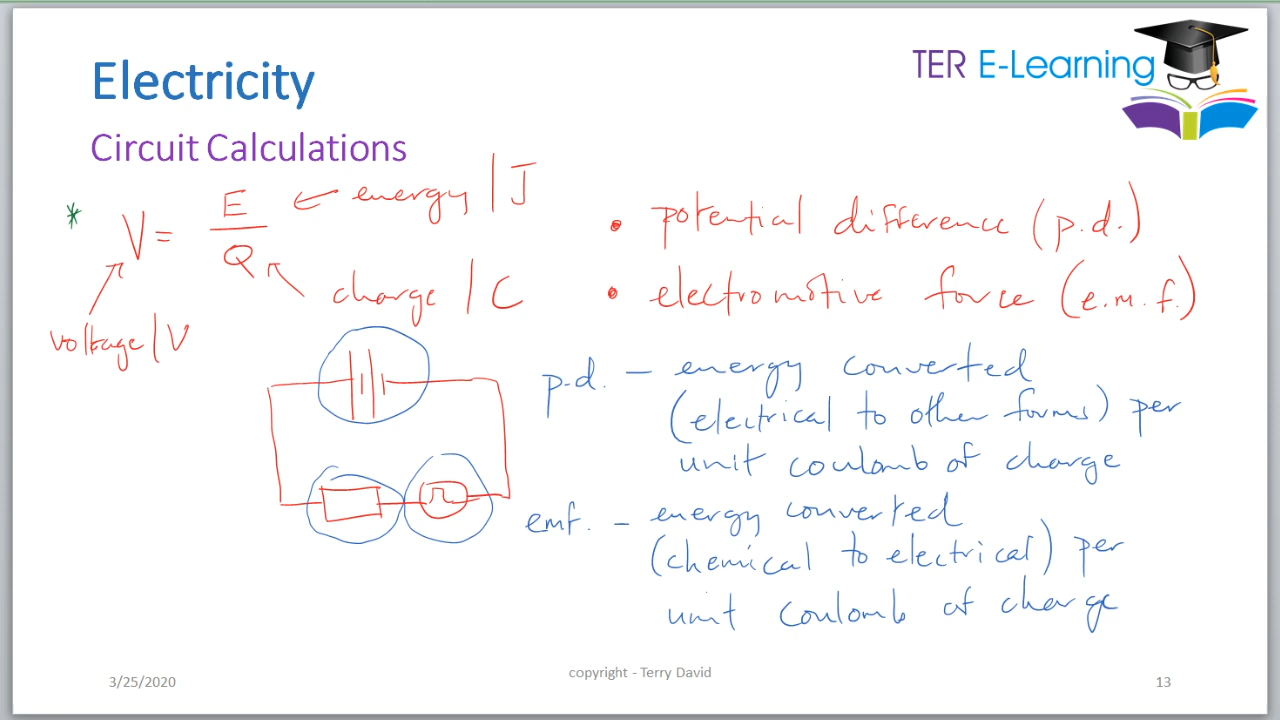 Electricity
TER E-Learning
Circuit Calculations
* V = E / Q
← energy | J
charge | C
voltage | V
• potential difference (p.d.)
• electromotive force (e.m.f.)
p.d. – energy converted
(electrical to other forms) per
unit coulomb of charge
emf. – energy converted
(chemical to electrical) per
unit coulomb of charge
3/25/2020
copyright - Terry David
13